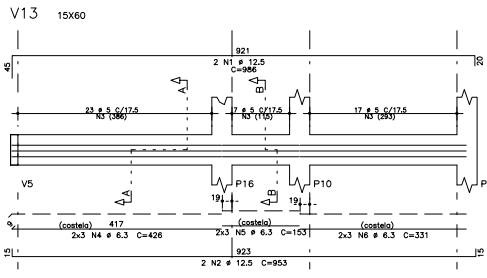 V13 15X60
921
2 N1 ø 12.5
C=986
45
20
23 ø 5 C/17.5
N3 (386)
7 ø 5 C/17.5
N3 (115)
17 ø 5 C/17.5
N3 (293)
A
B
V5
A
19
P16
B
19
P10
P
9
(costela) 417
2x3 N4 ø 6.3 C=426
(costela)
2x3 N5 ø 6.3 C=153
(costela)
2x3 N6 ø 6.3 C=331
15
923
15
2 N2 ø 12.5 C=953